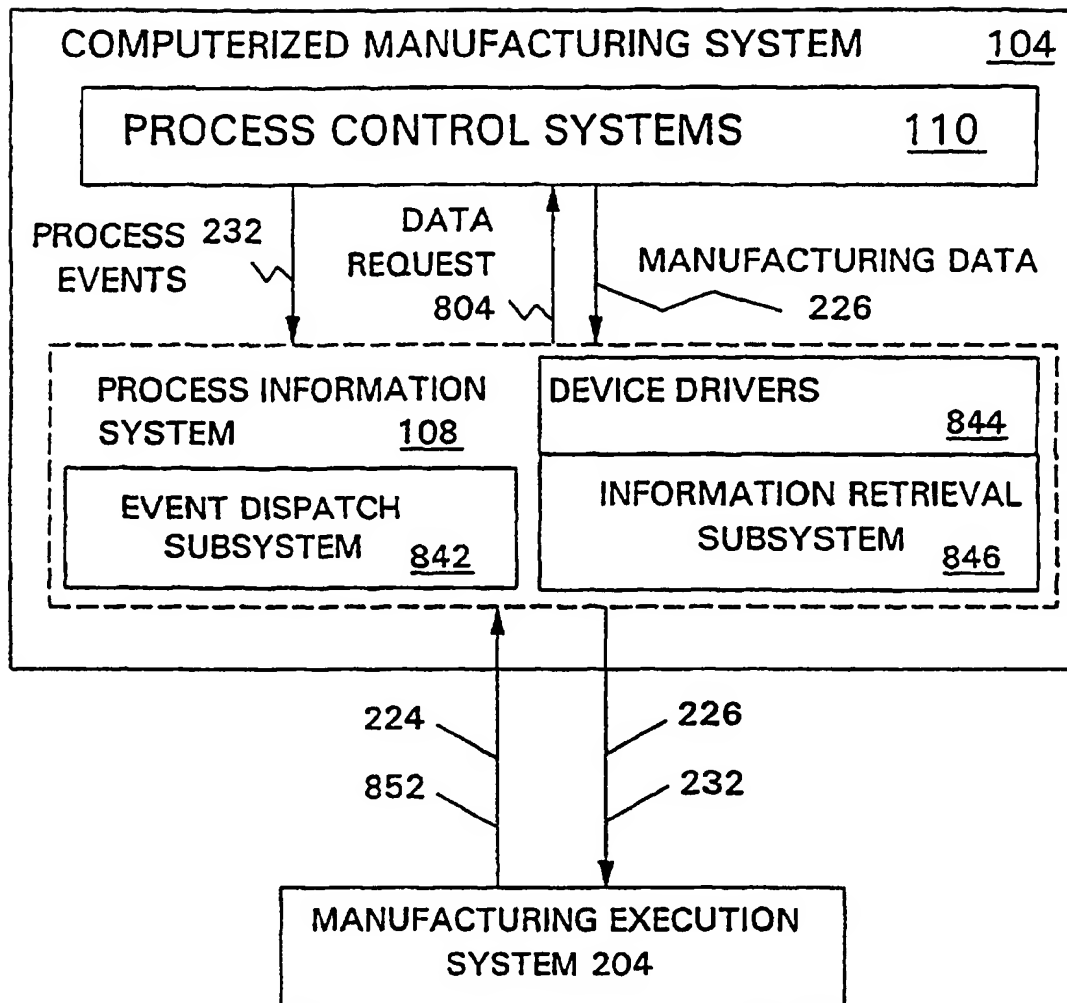 COMPUTERIZED MANUFACTURING SYSTEM 104
PROCESS CONTROL SYSTEMS 110
PROCESS 232
EVENTS
DATA
REQUEST
804
MANUFACTURING DATA
226
PROCESS INFORMATION
SYSTEM 108
DEVICE DRIVERS
844
EVENT DISPATCH
SUBSYSTEM 842
INFORMATION RETRIEVAL
SUBSYSTEM
846
224
852
226
232
MANUFACTURING EXECUTION
SYSTEM 204